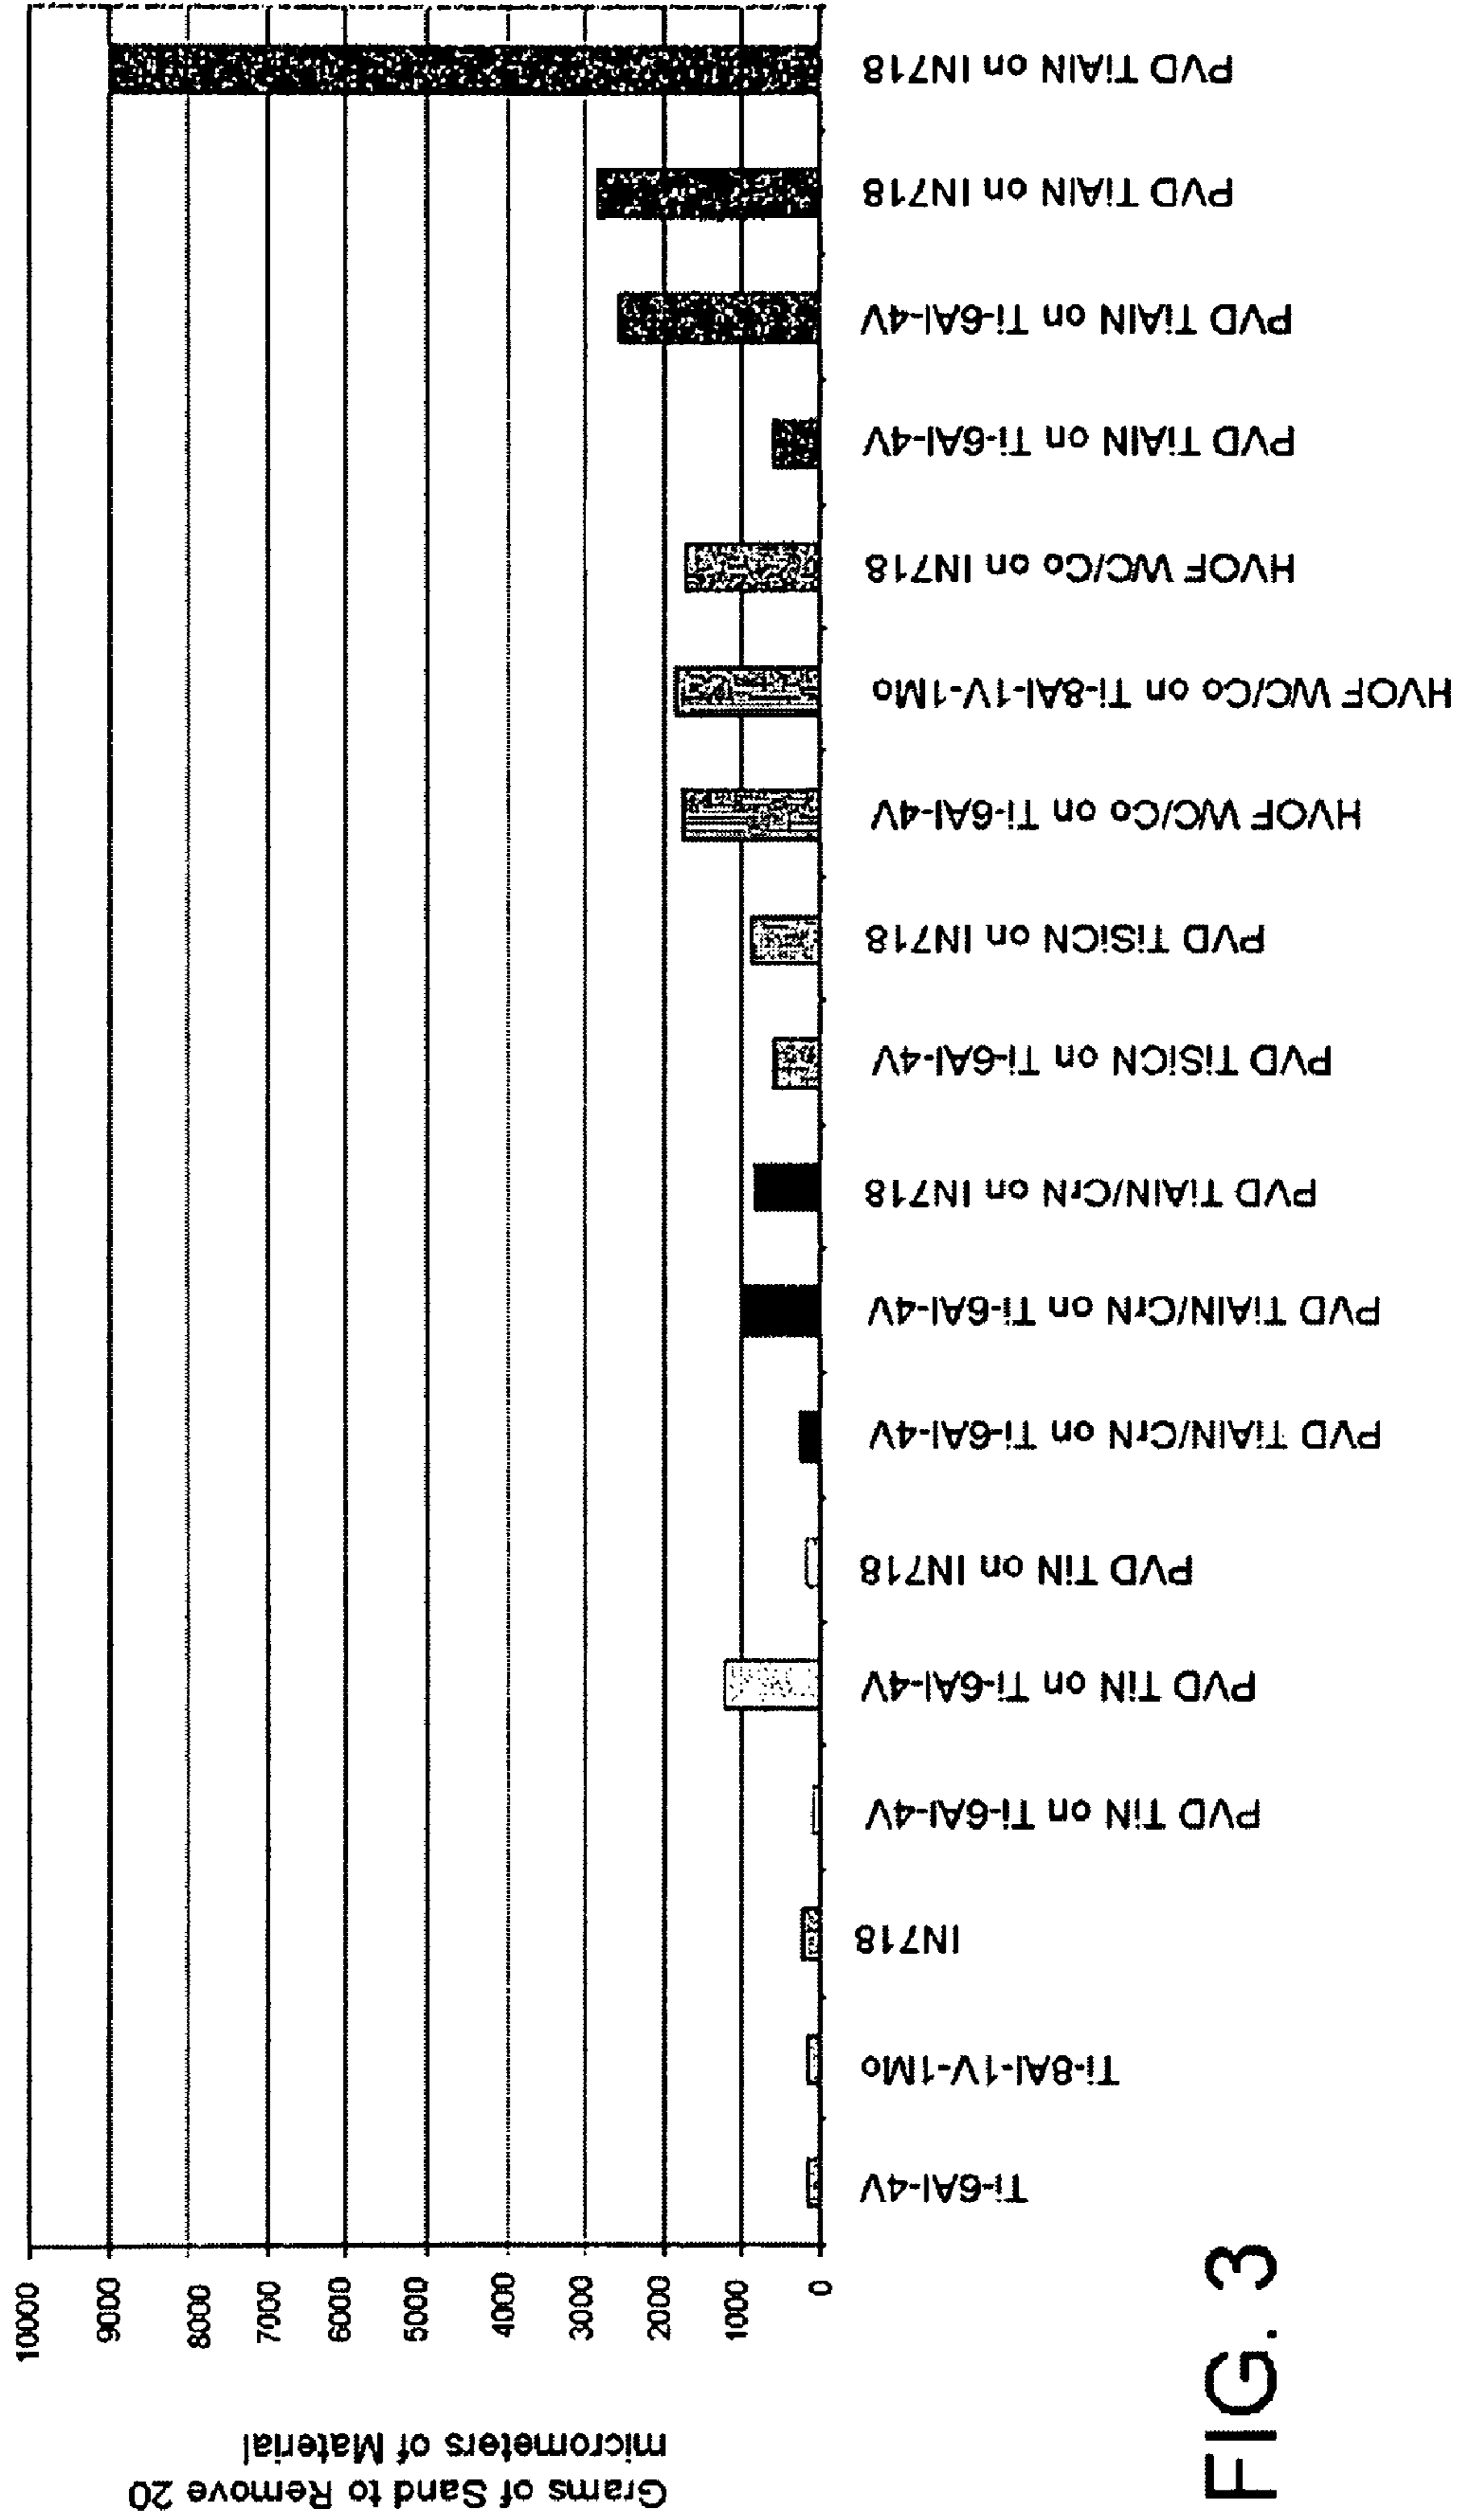 Grams of Sand to Remove 20
micrometers of Material
10000
9000
8000
7000
6000
5000
4000
3000
2000
1000
0
Ti-6Al-4V
Ti-8Al-1V-1Mo
IN718
PVD TiN on Ti-6Al-4V
PVD TiN on Ti-6Al-4V
PVD TiN on IN718
PVD TiAlN/CrN on Ti-6Al-4V
PVD TiAlN/CrN on Ti-6Al-4V
PVD TiAlN/CrN on IN718
PVD TiSiCN on Ti-6Al-4V
PVD TiSiCN on IN718
HVOF WC/Co on Ti-6Al-4V
HVOF WC/Co on Ti-8Al-1V-1Mo
HVOF WC/Co on IN718
PVD TiAlN on Ti-6Al-4V
PVD TiAlN on Ti-6Al-4V
PVD TiAlN on IN718
PVD TiAlN on IN718
FIG. 3